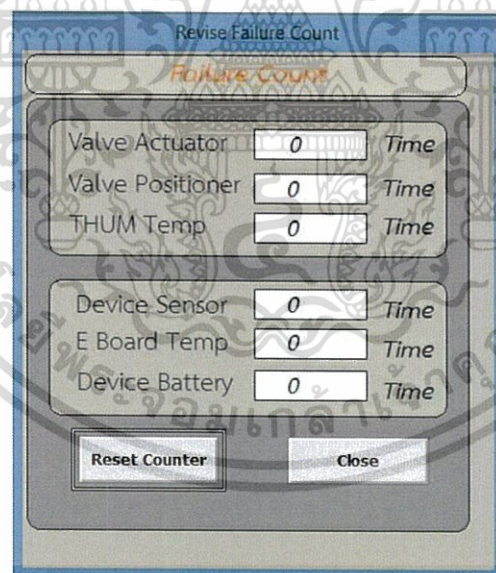 Revise Failure Count
Failure Count
Valve Actuator 0 Time
Valve Positioner 0 Time
THUM Temp 0 Time
Device Sensor 0 Time
E Board Temp 0 Time
Device Battery 0 Time
Reset Counter Close